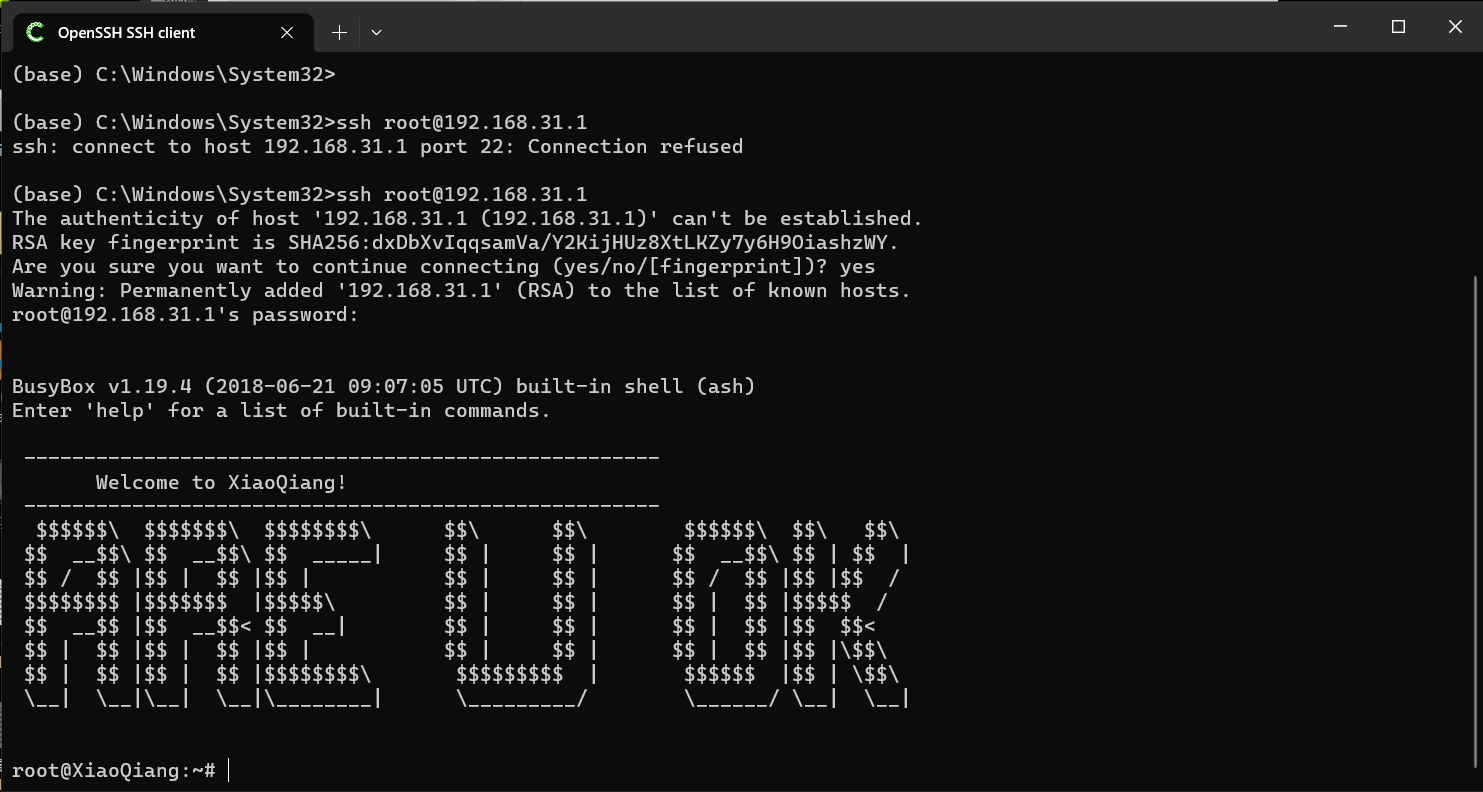 OpenSSH SSH client
(base) C:\Windows\System32>
(base) C:\Windows\System32>ssh root@192.168.31.1
ssh: connect to host 192.168.31.1 port 22: Connection refused
(base) C:\Windows\System32>ssh root@192.168.31.1
The authenticity of host '192.168.31.1 (192.168.31.1)' can't be established.
RSA key fingerprint is SHA256:dxDbXvIqqsamVa/Y2KijHUz8XtLKZy7y6H9OiashzWY.
Are you sure you want to continue connecting (yes/no/[fingerprint])? yes
Warning: Permanently added '192.168.31.1' (RSA) to the list of known hosts.
root@192.168.31.1's password:
BusyBox v1.19.4 (2018-06-21 09:07:05 UTC) built-in shell (ash)
Enter 'help' for a list of built-in commands.
-----------------------------------------------------
Welcome to XiaoQiang!
-----------------------------------------------------
  $$$$$$\  $$$$$$$\  $$$$$$$$\      $$\      $$\        $$$$$$\  $$\   $$\
 $$  __$$\ $$  __$$\ $$  _____|     $$ |     $$ |      $$  __$$\ $$ | $$  |
 $$ /  $$ |$$ |  $$ |$$ |           $$ |     $$ |      $$ /  $$ |$$ |$$  /
 $$$$$$$$ |$$$$$$$  |$$$$$\         $$ |     $$ |      $$ |  $$ |$$$$$  /
 $$  __$$ |$$  __$$< $$  __|        $$ |     $$ |      $$ |  $$ |$$  $$<
 $$ |  $$ |$$ |  $$ |$$ |           $$ |     $$ |      $$ |  $$ |$$ |\$$\
 $$ |  $$ |$$ |  $$ |$$$$$$$$\       $$$$$$$$$  |       $$$$$$  |$$ | \$$\
 \__|  \__|\__|  \__|\________|      \_________/        \______/ \__|  \__|
root@XiaoQiang:~#